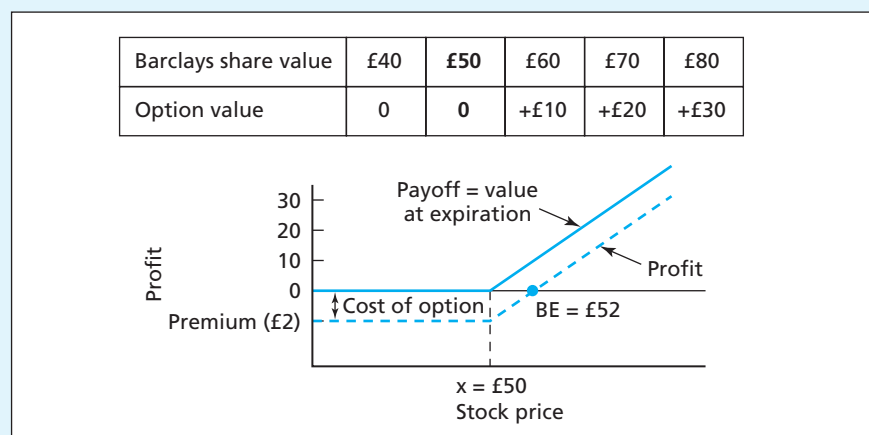 Barclays share value £40 £50 £60 £70 £80
Option value 0 0 +£10 +£20 +£30
Payoff = value
at expiration
30
20
10
0
Profit
Profit
Cost of option
BE = £52
Premium (£2)
x = £50
Stock price